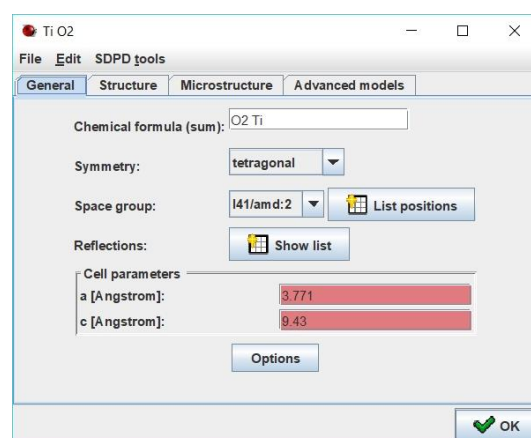 Ti O2
File Edit SDPD tools
General Structure Microstructure Advanced models
Chemical formula (sum): O2 Ti
Symmetry: tetragonal
Space group: I41/amd:2 List positions
Reflections: Show list
Cell parameters
a [Angstrom]: 3.771
c [Angstrom]: 9.43
Options
OK